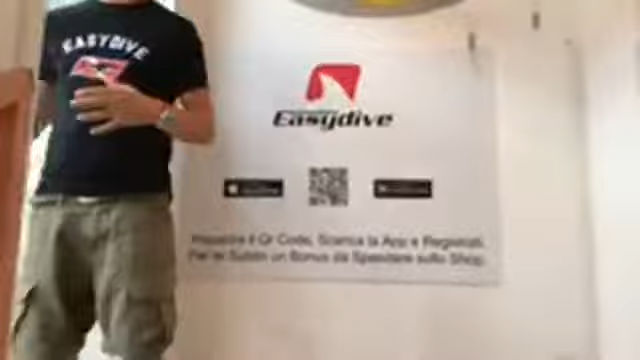 EASYDIVE
Easydive
Inquadra il Qr Code, Scarica la App e Registrati.
Per te Subito un Bonus da Spendere sullo Shop